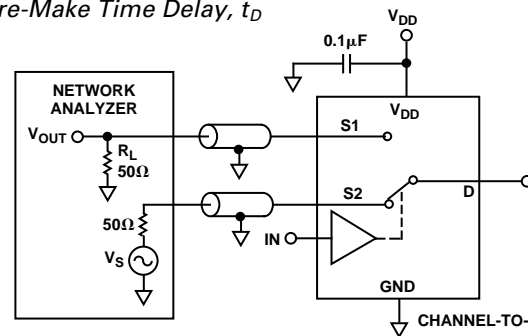 re-Make Time Delay, tD
VDD
0.1µF
NETWORK
ANALYZER
VDD
VOUT
S1
RL
50Ω
S2
D
50Ω
IN
VS
GND
CHANNEL-TO-